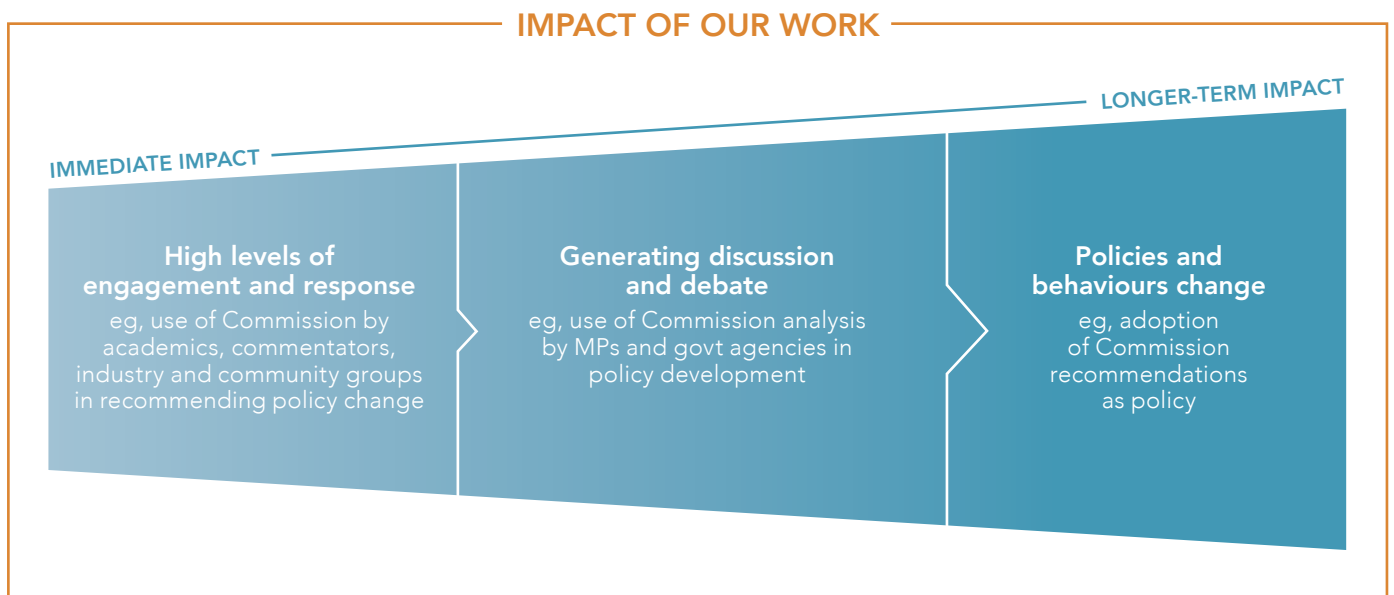 IMPACT OF OUR WORK
IMMEDIATE IMPACT
LONGER-TERM IMPACT
High levels of
engagement and response
eg, use of Commission by
academics, commentators,
industry and community groups
in recommending policy change
Generating discussion
and debate
eg, use of Commission analysis
by MPs and govt agencies in
policy development
Policies and
behaviours change
eg, adoption
of Commission
recommendations
as policy